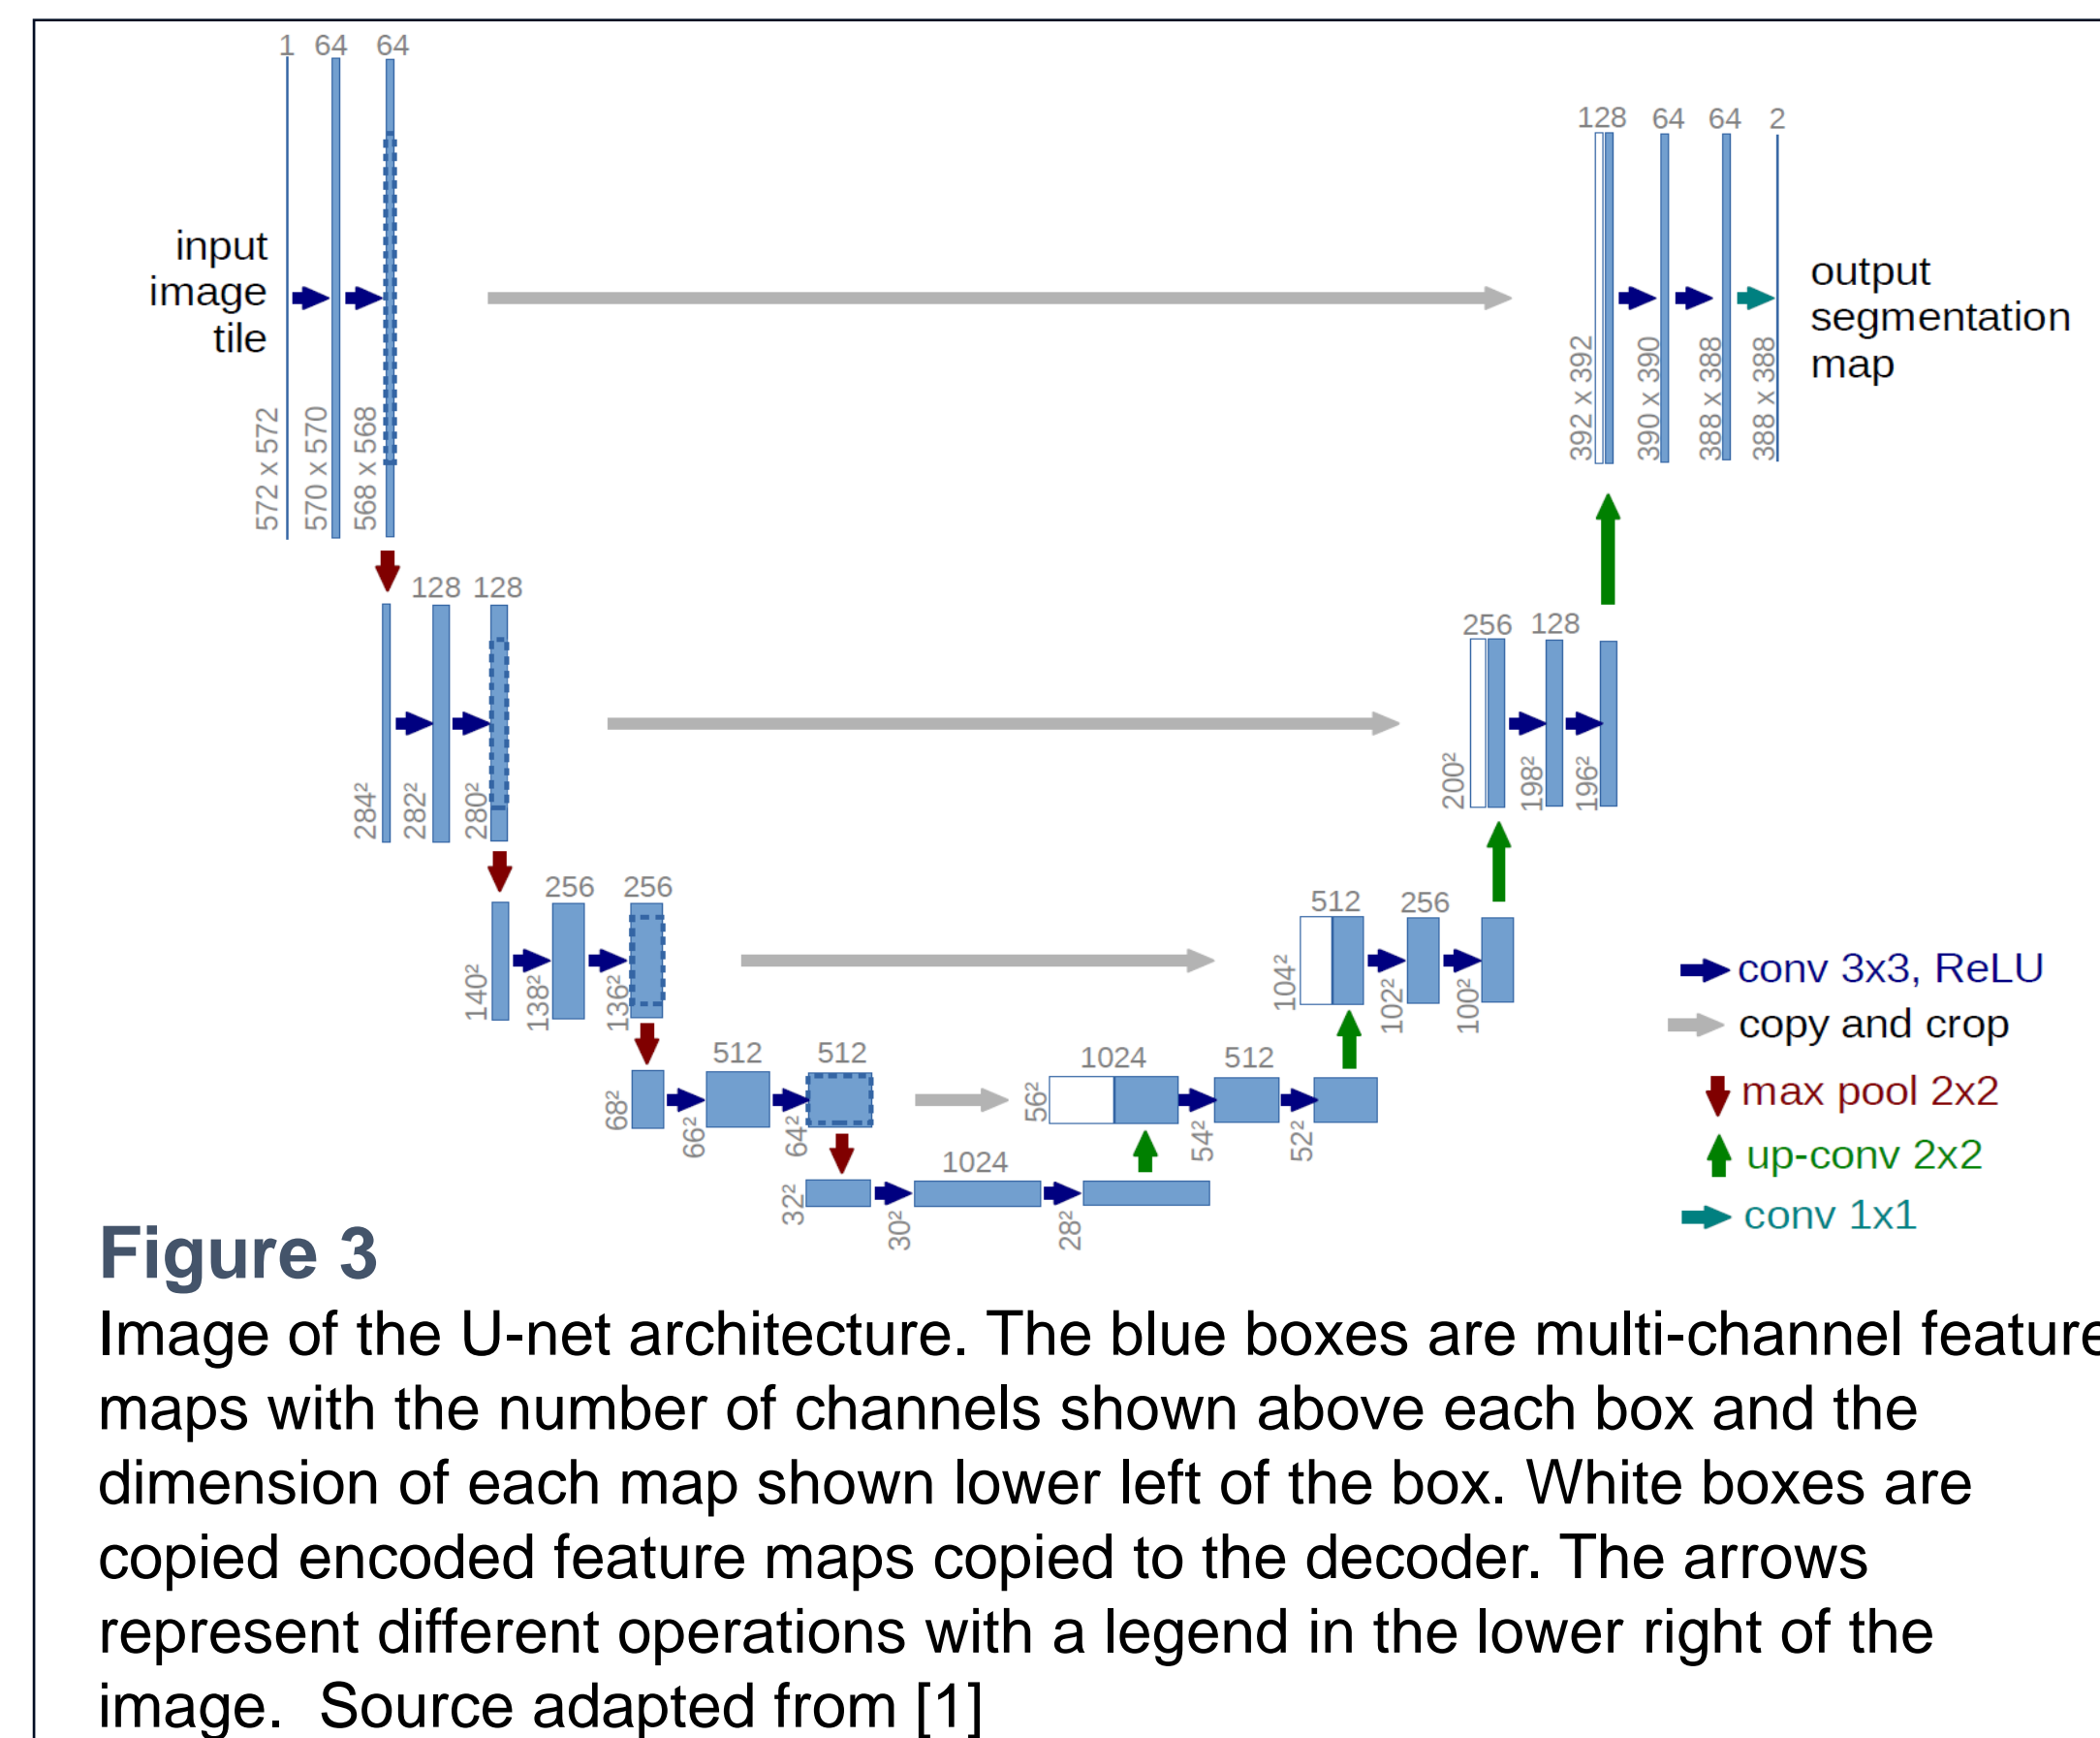 1 64 64
128 64 64 2
input
image
tile
output
segmentation
map
572 x 572
570 x 570
568 x 568
392 x 392
390 x 390
388 x 388
388 x 388
128 128
256 128
284²
282²
280²
200²
198²
196²
256 256
512 256
140²
138²
136²
104²
102²
100²
conv 3x3, ReLU
copy and crop
max pool 2x2
up-conv 2x2
conv 1x1
512 512
1024 512
68²
66²
64²
56²
54²
52²
1024
32²
30²
28²
Figure 3
Image of the U-net architecture. The blue boxes are multi-channel feature
maps with the number of channels shown above each box and the
dimension of each map shown lower left of the box. White boxes are
copied encoded feature maps copied to the decoder. The arrows
represent different operations with a legend in the lower right of the
image.  Source adapted from [1]